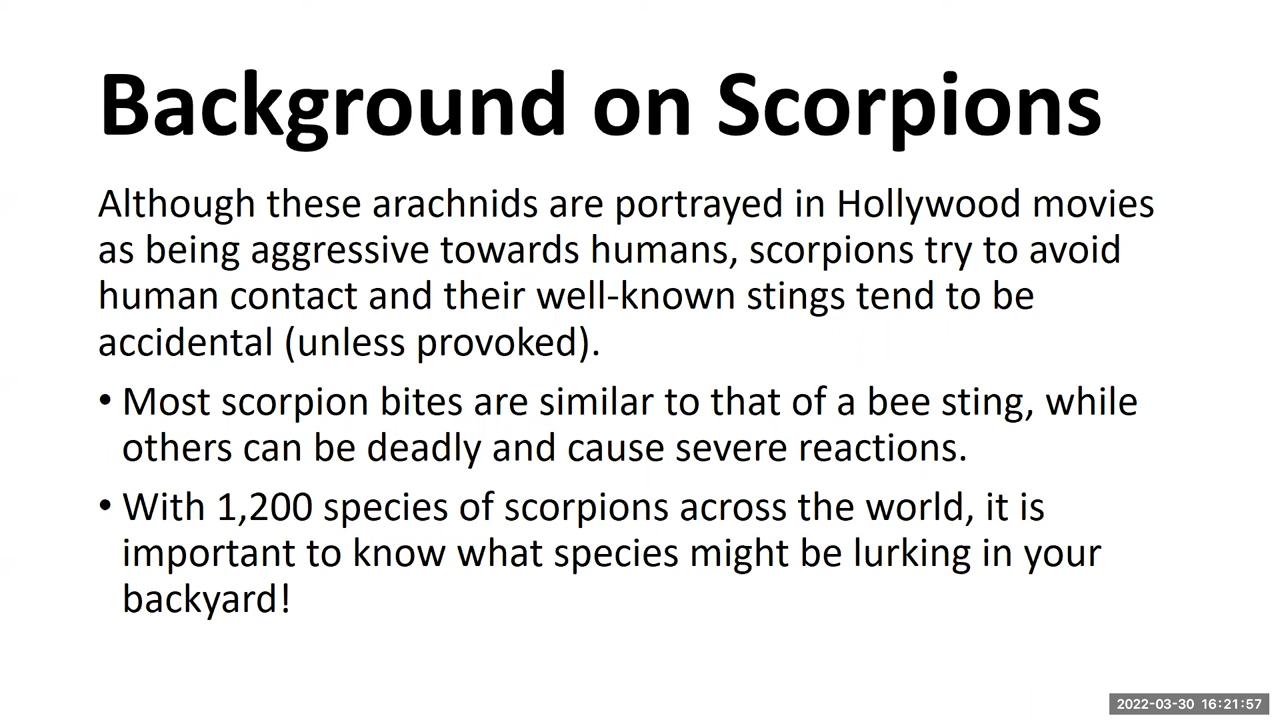 Background on Scorpions
Although these arachnids are portrayed in Hollywood movies
as being aggressive towards humans, scorpions try to avoid
human contact and their well-known stings tend to be
accidental (unless provoked).
• Most scorpion bites are similar to that of a bee sting, while
others can be deadly and cause severe reactions.
• With 1,200 species of scorpions across the world, it is
important to know what species might be lurking in your
backyard!
2022-03-30 16:21:57